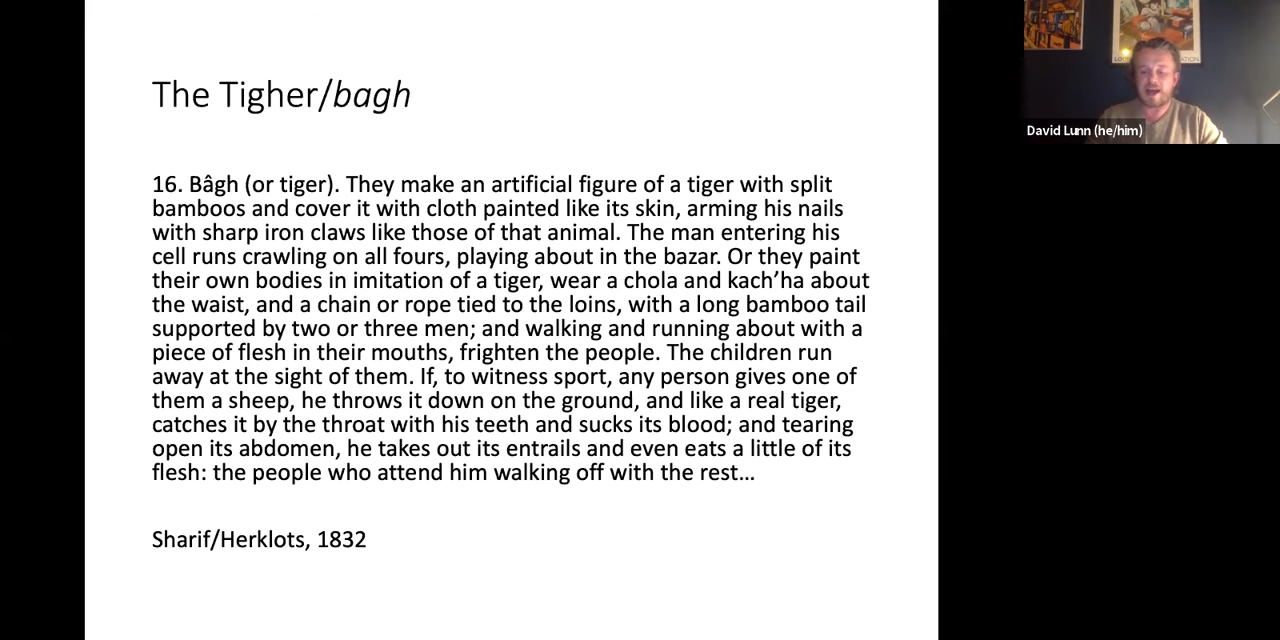 The Tigher/bagh
16. Bâgh (or tiger). They make an artificial figure of a tiger with split
bamboos and cover it with cloth painted like its skin, arming his nails
with sharp iron claws like those of that animal. The man entering his
cell runs crawling on all fours, playing about in the bazar. Or they paint
their own bodies in imitation of a tiger, wear a chola and kach’ha about
the waist, and a chain or rope tied to the loins, with a long bamboo tail
supported by two or three men; and walking and running about with a
piece of flesh in their mouths, frighten the people. The children run
away at the sight of them. If, to witness sport, any person gives one of
them a sheep, he throws it down on the ground, and like a real tiger,
catches it by the throat with his teeth and sucks its blood; and tearing
open its abdomen, he takes out its entrails and even eats a little of its
flesh: the people who attend him walking off with the rest…
Sharif/Herklots, 1832
David Lunn (he/him)